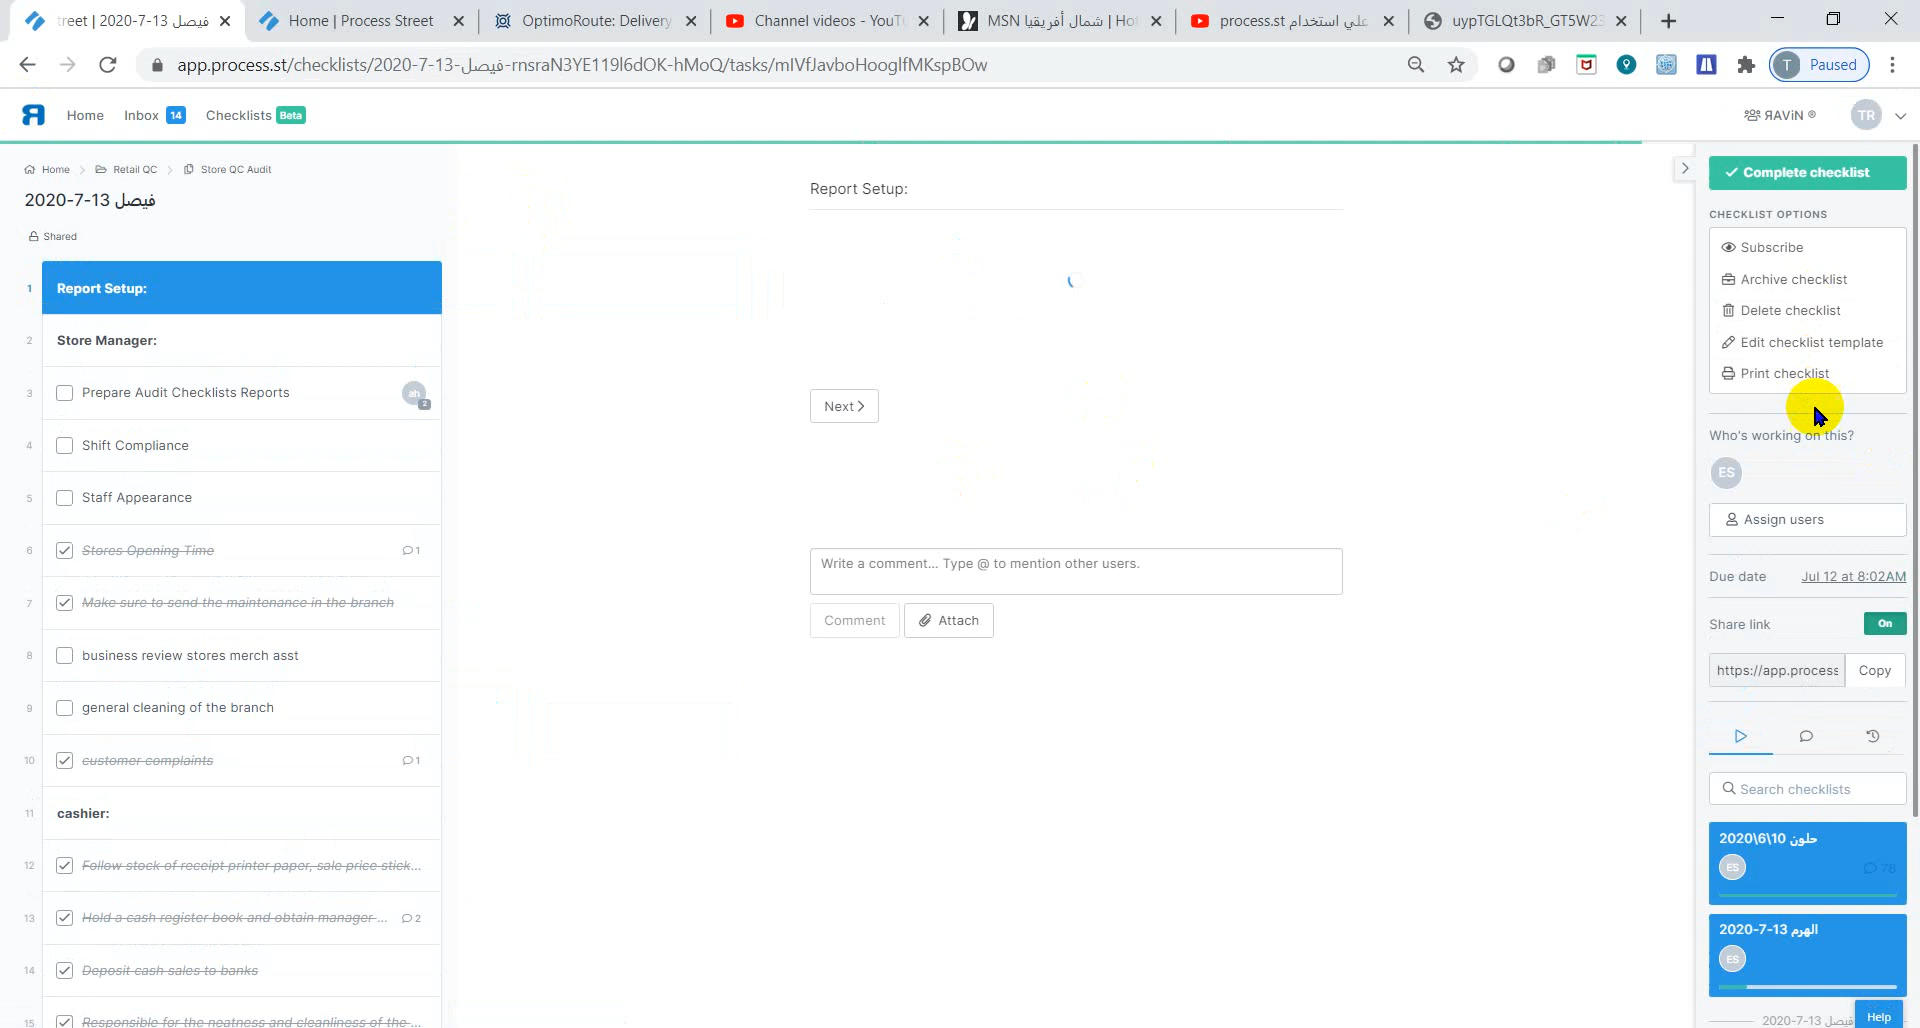 treet | 2020-7-13 فيصل
Home | Process Street
OptimoRoute: Delivery
Channel videos - YouTu
MSN شمال أفريقيا | Hot
process.st علي استخدام
uypTGLQt3bR_GT5W23
app.process.st/checklists/2020-7-13-فيصل-rnsraN3YE119l6dOK-hMoQ/tasks/mIVfJavboHooglfMKspBOw
T Paused
Home
Inbox 14
Checklists Beta
ЯAViN ®
TR
Home
Retail QC
Store QC Audit
2020-7-13 فيصل
Shared
1 Report Setup:
2 Store Manager:
3 Prepare Audit Checklists Reports ah 2
4 Shift Compliance
5 Staff Appearance
6 Stores Opening Time 1
7 Make sure to send the maintenance in the branch
8 business review stores merch asst
9 general cleaning of the branch
10 customer complaints 1
11 cashier:
12 Follow stock of receipt printer paper, sale price stick...
13 Hold a cash register book and obtain manager ... 2
14 Deposit cash sales to banks
15 Responsible for the neatness and cleanliness of the ...
Report Setup:
Next
Write a comment... Type @ to mention other users.
Comment
Attach
Complete checklist
CHECKLIST OPTIONS
Subscribe
Archive checklist
Delete checklist
Edit checklist template
Print checklist
Who's working on this?
ES
Assign users
Due date Jul 12 at 8:02AM
Share link On
https://app.process Copy
Search checklists
حلون 10\6\2020
ES 78
الهرم 13-7-2020
ES
فيصل 13-7-2020
Help